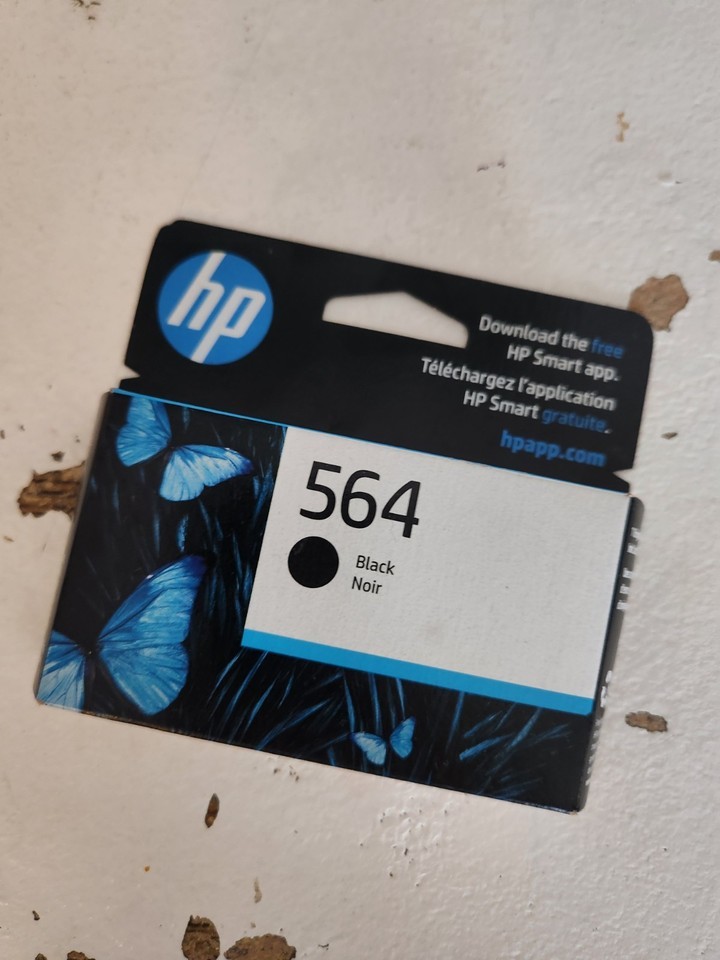 hp
Download the free
HP Smart app.
Téléchargez l'application
HP Smart gratuite.
hpapp.com
564
Black
Noir